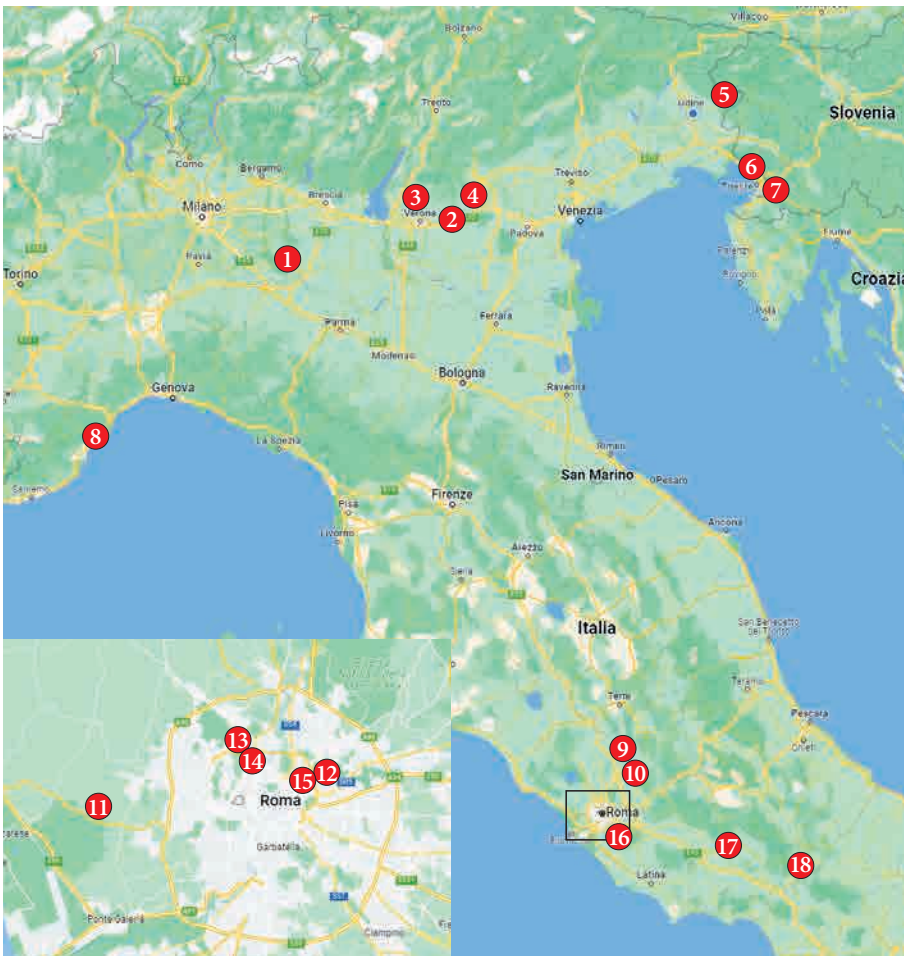 Villaco
Bolzano
5
Udine
Slovenia
Trento
Como
Bergamo
6
Treviso
Trieste
7
3
4
Brescia
Milano
Verona
2
Venezia
Padova
Fiume
1
Pavia
Torino
Croazia
Pola
Ferrara
Parma
Modena
Bologna
Genova
Ravenna
8
La Spezia
Rimini
San Marino
Pesaro
Sanremo
Firenze
Pisa
Ancona
Livorno
Arezzo
Siena
Italia
San Benedetto
del Tronto
Teramo
Terni
Pescara
Chieti
9
10
13
14
12
15
11
Roma
Roma
16
17
18
Garbatella
Latina
Ponte Galeria
Ciampino